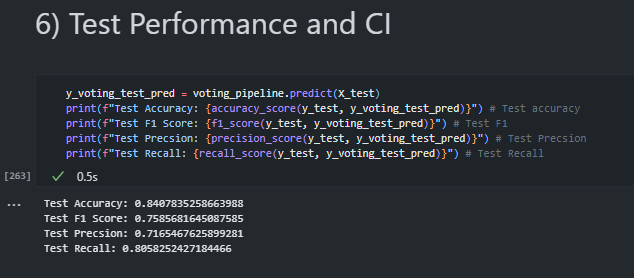 6) Test Performance and CI
y_voting_test_pred = voting_pipeline.predict(X_test)
print(f"Test Accuracy: {accuracy_score(y_test, y_voting_test_pred)}") # Test accuracy
print(f"Test F1 Score: {f1_score(y_test, y_voting_test_pred)}") # Test F1
print(f"Test Precsion: {precision_score(y_test, y_voting_test_pred)}") # Test Precsion
print(f"Test Recall: {recall_score(y_test, y_voting_test_pred)}") # Test Recall
[263] ✓ 0.5s
... Test Accuracy: 0.8407835258663988
Test F1 Score: 0.7585681645087585
Test Precsion: 0.7165467625899281
Test Recall: 0.8058252427184466